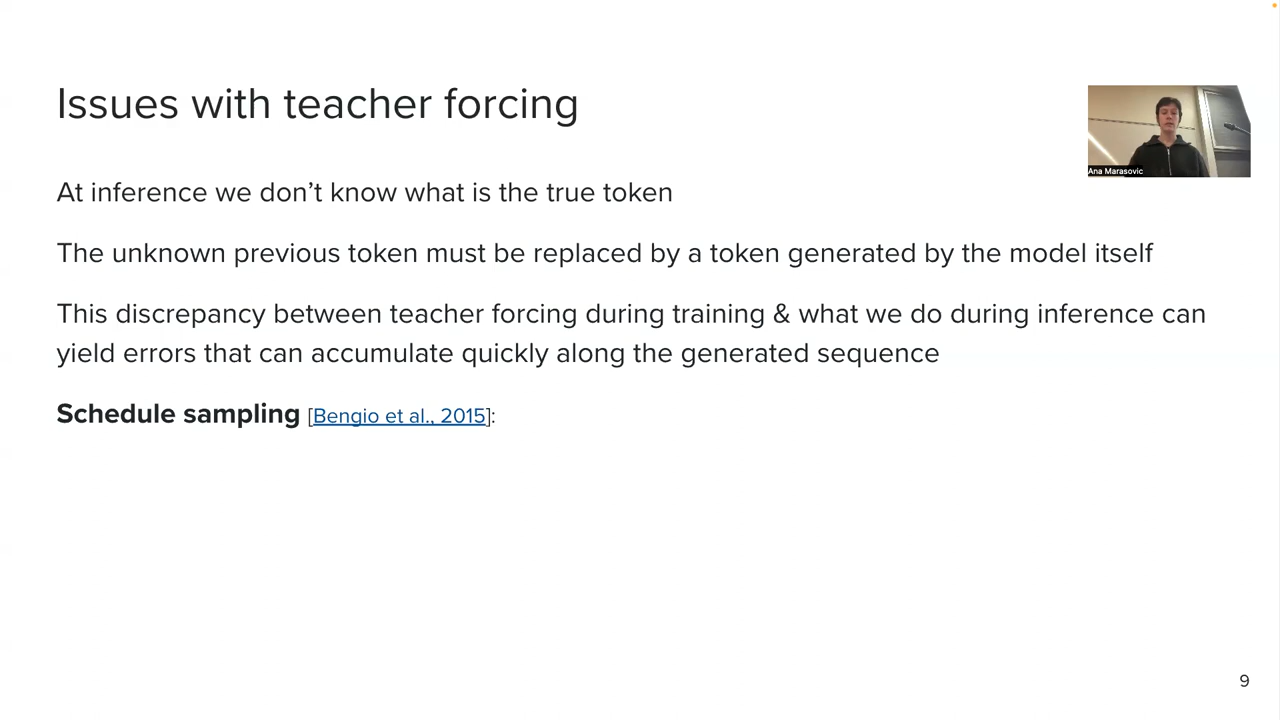 Issues with teacher forcing
Ana Marasovic
At inference we don’t know what is the true token
The unknown previous token must be replaced by a token generated by the model itself
This discrepancy between teacher forcing during training & what we do during inference can
yield errors that can accumulate quickly along the generated sequence
Schedule sampling [Bengio et al., 2015]:
9